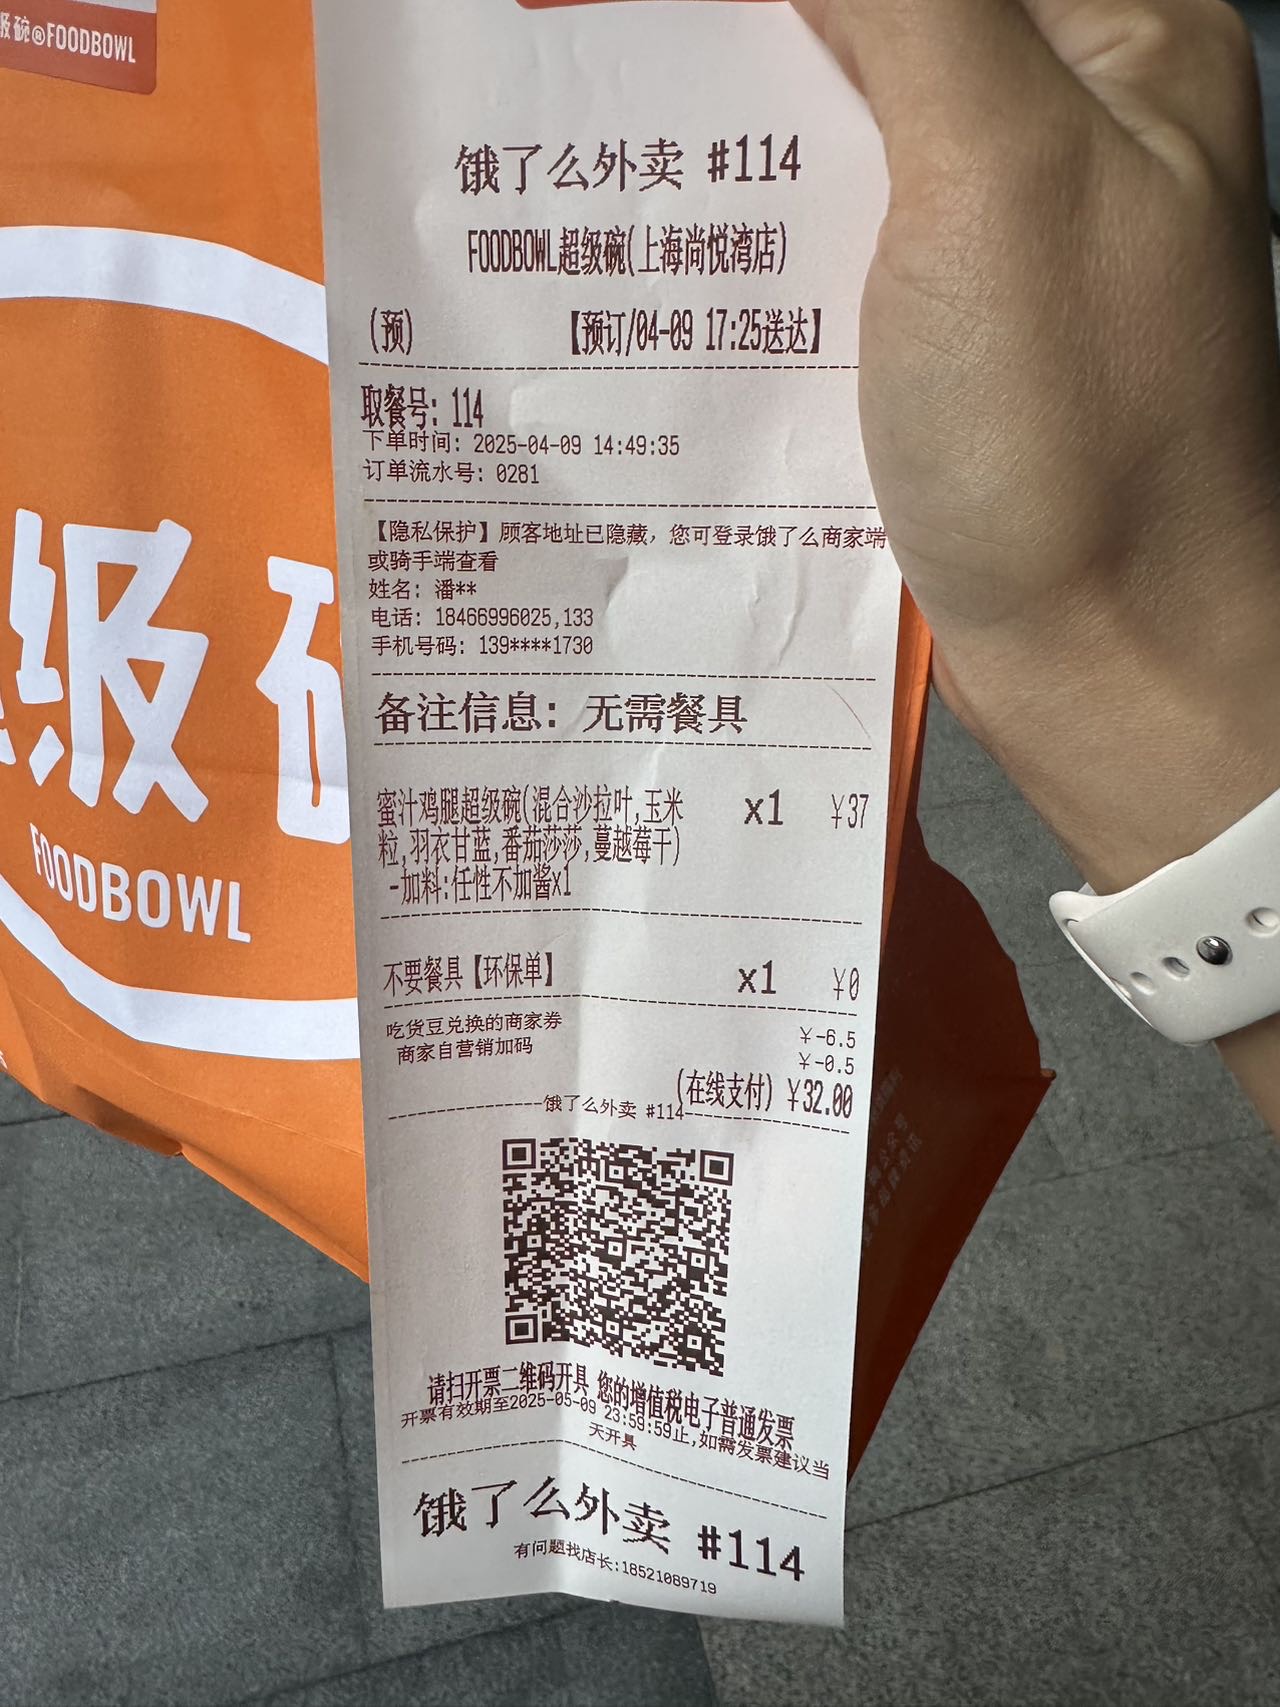 级碗®FOODBOWL
级碗
FOODBOWL
饿了么外卖 #114
FOODBOWL超级碗(上海尚悦湾店)
(预) 【预订/04-09 17:25送达】
取餐号: 114
下单时间: 2025-04-09 14:49:35
订单流水号: 0281
【隐私保护】顾客地址已隐藏，您可登录饿了么商家端
或骑手端查看
姓名: 潘**
电话: 18466996025,133
手机号码: 139****1730
备注信息: 无需餐具
蜜汁鸡腿超级碗(混合沙拉叶,玉米 x1 ¥37
粒,羽衣甘蓝,番茄莎莎,蔓越莓干)
-加料:任性不加酱x1
不要餐具【环保单】 x1 ¥0
吃货豆兑换的商家券 ¥-6.5
商家自营销加码 ¥-0.5
(在线支付) ¥32.00
饿了么外卖 #114
请扫开票二维码开具 您的增值税电子普通发票
开票有效期至2025-05-09 23:59:59止,如需发票建议当
天开具
饿了么外卖 #114
有问题找店长:18521089719